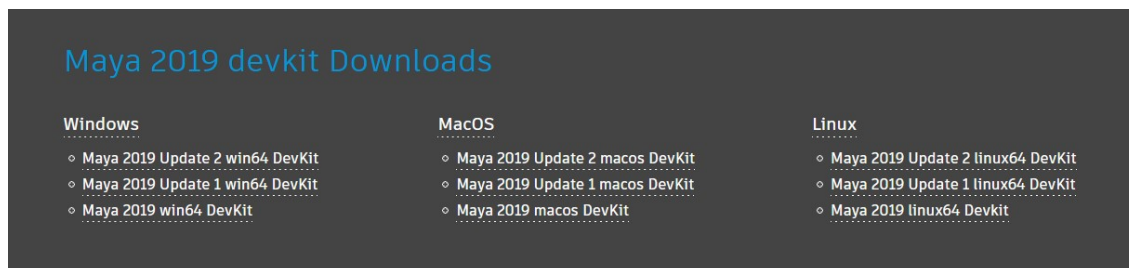 Maya 2019 devkit Downloads
Windows
Maya 2019 Update 2 win64 DevKit
Maya 2019 Update 1 win64 DevKit
Maya 2019 win64 DevKit
MacOS
Maya 2019 Update 2 macos DevKit
Maya 2019 Update 1 macos DevKit
Maya 2019 macos DevKit
Linux
Maya 2019 Update 2 linux64 DevKit
Maya 2019 Update 1 linux64 DevKit
Maya 2019 linux64 Devkit